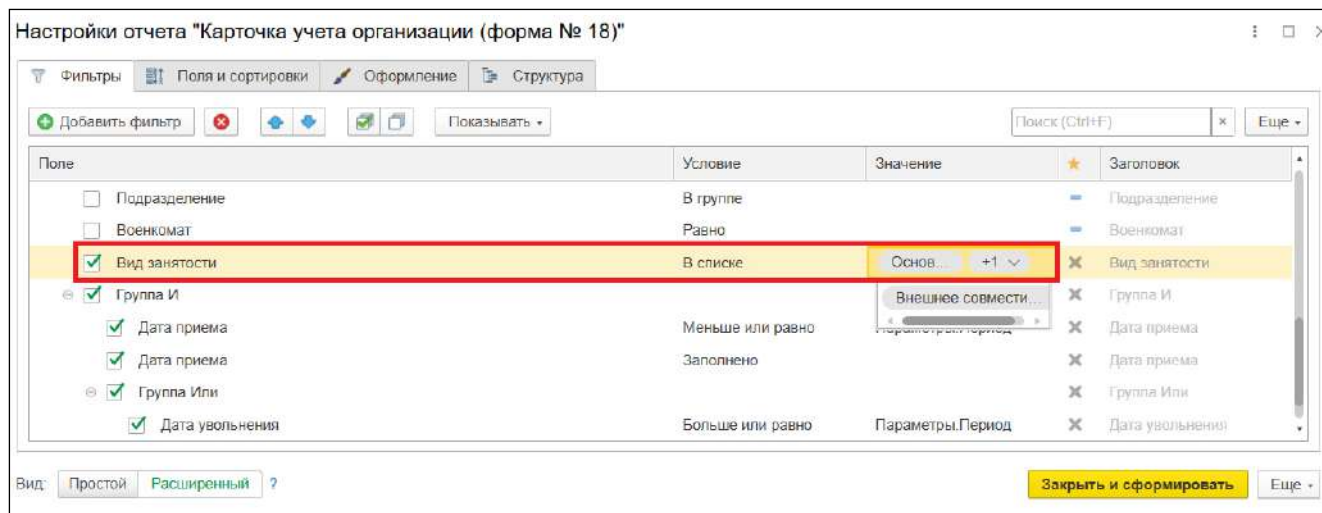 Настройки отчета "Карточка учета организации (форма № 18)"
Фильтры Поля и сортировки Оформление Структура
Добавить фильтр Показывать Поиск (Ctrl+F) × Еще
Поле Условие Значение Заголовок
Подразделение В группе Подразделение
Военкомат Равно Военкомат
Вид занятости В списке Основ... +1 Вид занятости
Группа И Внешнее совмести... Группа И
Дата приема Меньше или равно Параметры.Период Дата приема
Дата приема Заполнено Дата приема
Группа Или Группа Или
Дата увольнения Больше или равно Параметры.Период Дата увольнения
Вид: Простой Расширенный ? Закрыть и сформировать Еще